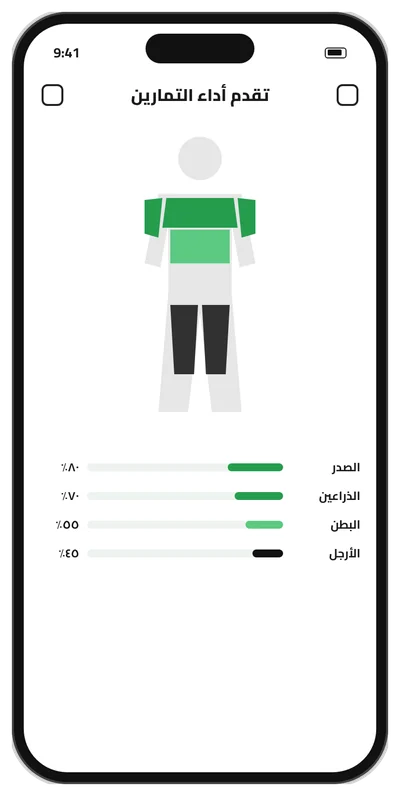 9:41
تقدم أداء التمارين
الصدر ٪٨٠
الذراعين ٪٧٠
البطن ٪٥٥
الأرجل ٪٤٥